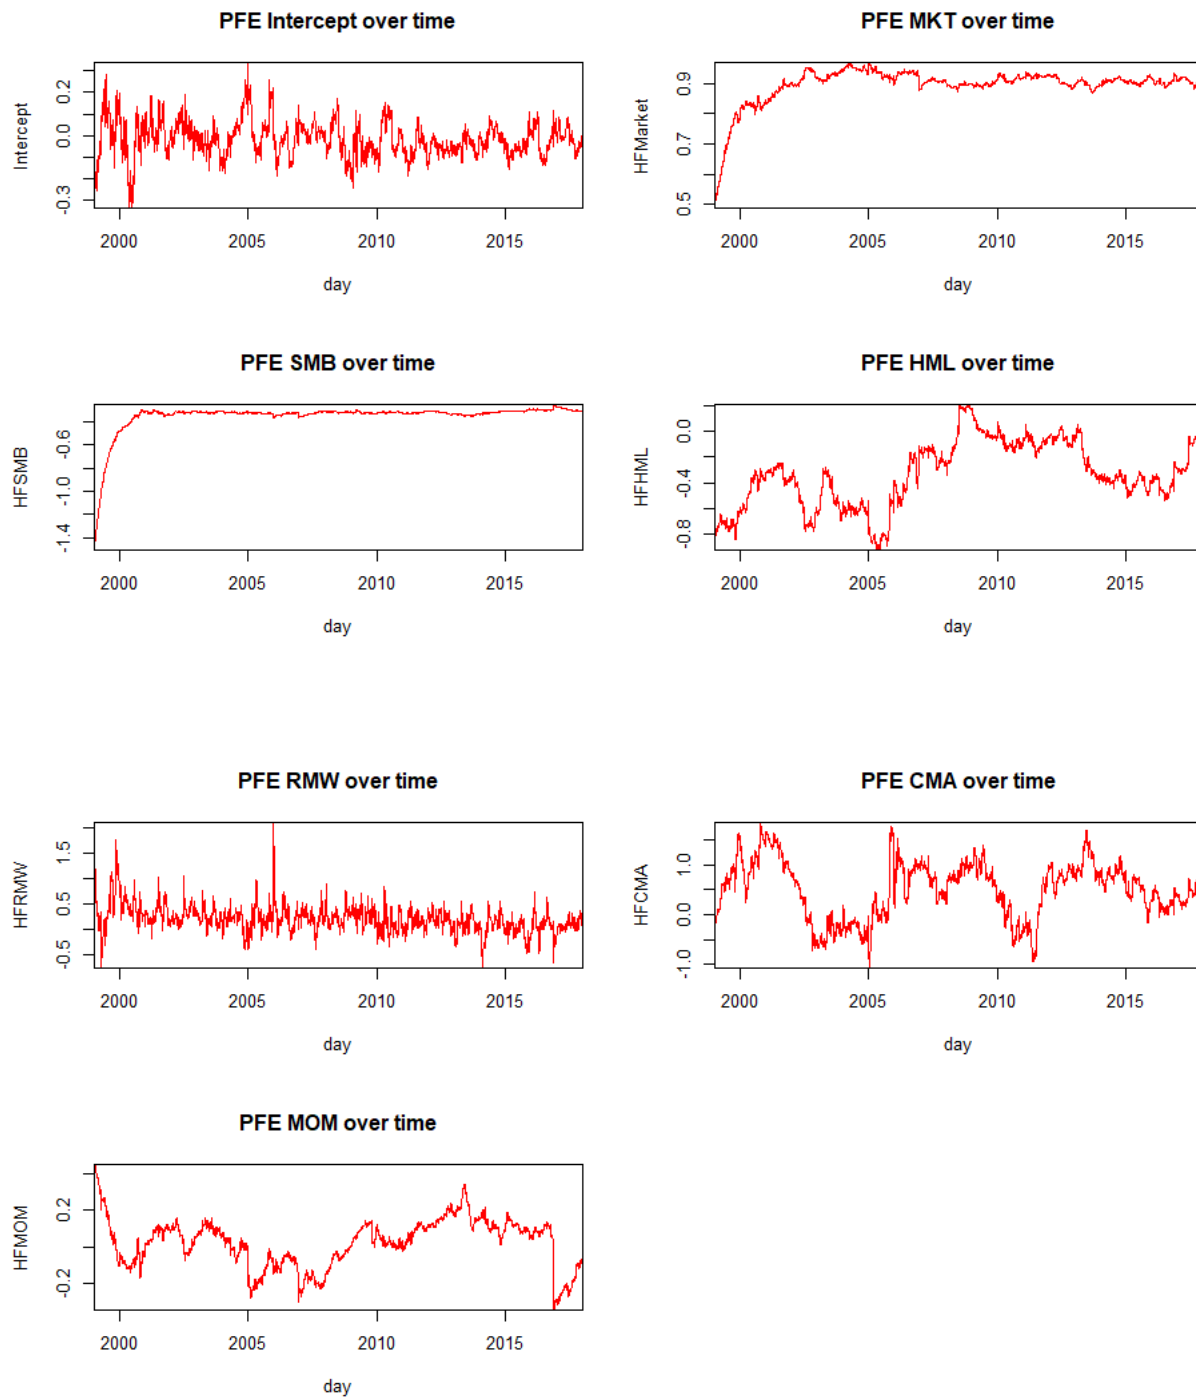 PFE Intercept over time
Intercept
0.2
0.0
-0.3
2000 2005 2010 2015
day
PFE MKT over time
HFMarket
0.9
0.7
0.5
2000 2005 2010 2015
day
PFE SMB over time
HFSMB
-0.6
-1.0
-1.4
2000 2005 2010 2015
day
PFE HML over time
HFHML
0.0
-0.4
-0.8
2000 2005 2010 2015
day
PFE RMW over time
HFRMW
1.5
0.5
-0.5
2000 2005 2010 2015
day
PFE CMA over time
HFCMA
1.0
0.0
-1.0
2000 2005 2010 2015
day
PFE MOM over time
HFMOM
0.2
-0.2
2000 2005 2010 2015
day